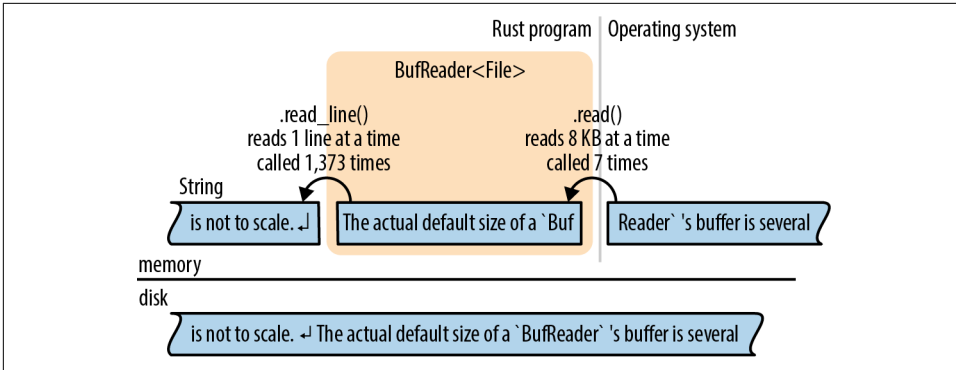 Rust program
Operating system
BufReader<File>
.read_line()
reads 1 line at a time
called 1,373 times
.read()
reads 8 KB at a time
called 7 times
String
is not to scale. ↲
The actual default size of a `Buf
Reader` 's buffer is several
memory
disk
is not to scale. ↲ The actual default size of a `BufReader` 's buffer is several